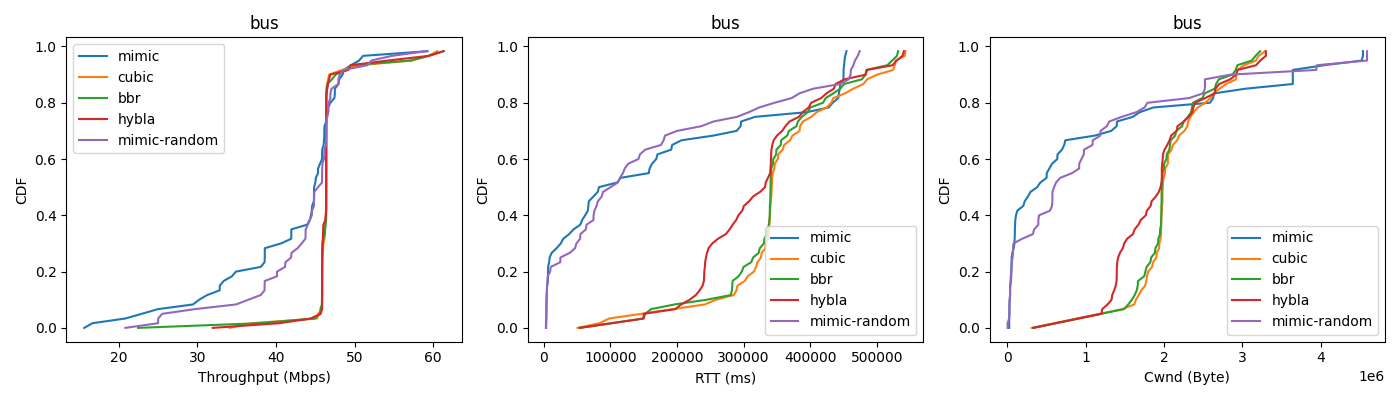 bus
CDF
1.0
0.8
0.6
0.4
0.2
0.0
mimic
cubic
bbr
hybla
mimic-random
20
30
40
50
60
Throughput (Mbps)
bus
CDF
1.0
0.8
0.6
0.4
0.2
0.0
mimic
cubic
bbr
hybla
mimic-random
0
100000
200000
300000
400000
500000
RTT (ms)
bus
CDF
1.0
0.8
0.6
0.4
0.2
0.0
mimic
cubic
bbr
hybla
mimic-random
0
1
2
3
4
1e6
Cwnd (Byte)